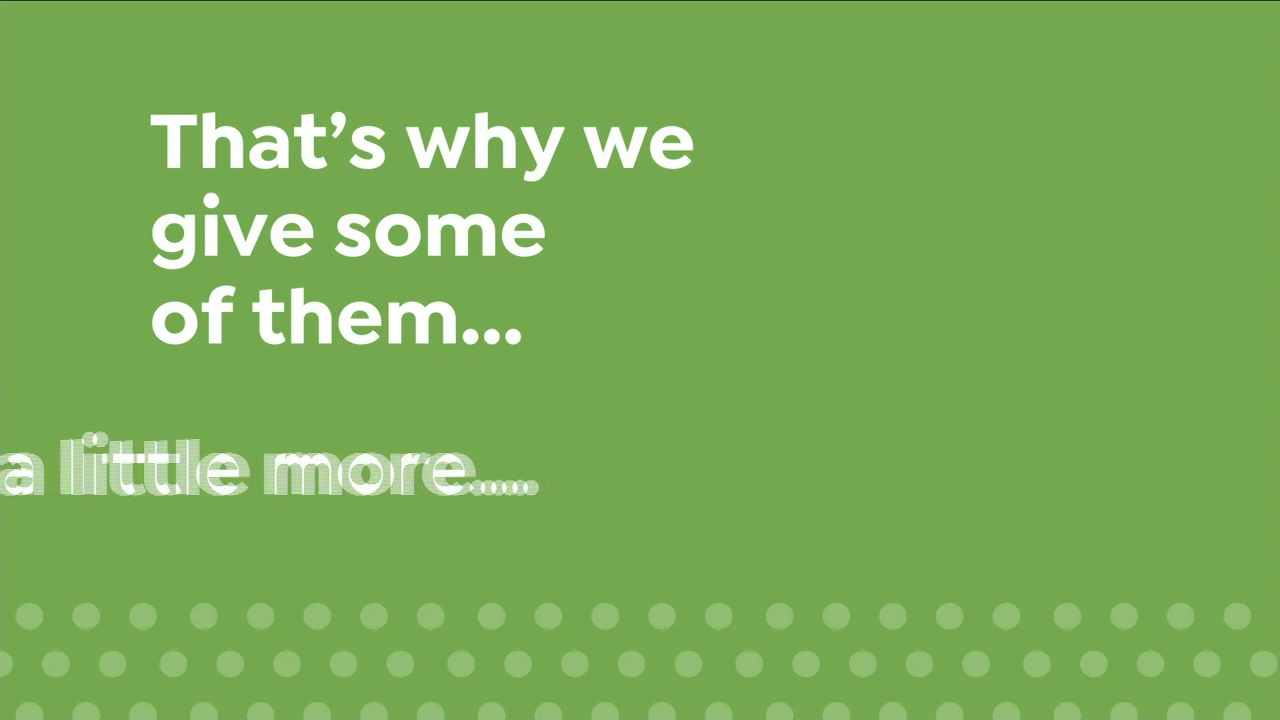 That’s why we
give some
of them...
a little more...